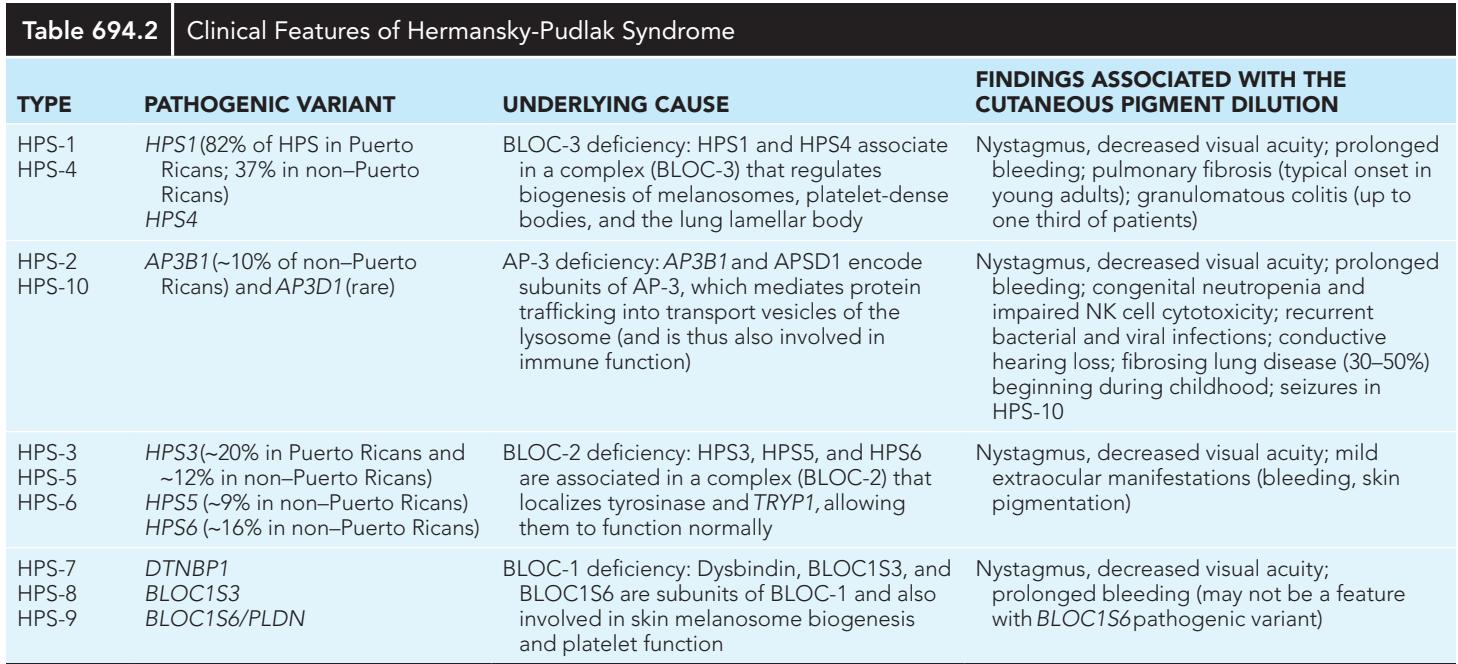 Table 694.2 Clinical Features of Hermansky-Pudlak Syndrome
TYPE PATHOGENIC VARIANT UNDERLYING CAUSE FINDINGS ASSOCIATED WITH THE CUTANEOUS PIGMENT DILUTION
HPS-1
HPS-4
HPS1 (82% of HPS in Puerto
Ricans; 37% in non–Puerto
Ricans)
HPS4
BLOC-3 deficiency: HPS1 and HPS4 associate
in a complex (BLOC-3) that regulates
biogenesis of melanosomes, platelet-dense
bodies, and the lung lamellar body
Nystagmus, decreased visual acuity; prolonged
bleeding; pulmonary fibrosis (typical onset in
young adults); granulomatous colitis (up to
one third of patients)
HPS-2
HPS-10
AP3B1 (~10% of non–Puerto
Ricans) and AP3D1 (rare)
AP-3 deficiency: AP3B1 and APSD1 encode
subunits of AP-3, which mediates protein
trafficking into transport vesicles of the
lysosome (and is thus also involved in
immune function)
Nystagmus, decreased visual acuity; prolonged
bleeding; congenital neutropenia and
impaired NK cell cytotoxicity; recurrent
bacterial and viral infections; conductive
hearing loss; fibrosing lung disease (30–50%)
beginning during childhood; seizures in
HPS-10
HPS-3
HPS-5
HPS-6
HPS3 (~20% in Puerto Ricans and
~12% in non–Puerto Ricans)
HPS5 (~9% in non–Puerto Ricans)
HPS6 (~16% in non–Puerto Ricans)
BLOC-2 deficiency: HPS3, HPS5, and HPS6
are associated in a complex (BLOC-2) that
localizes tyrosinase and TRYP1, allowing
them to function normally
Nystagmus, decreased visual acuity; mild
extraocular manifestations (bleeding, skin
pigmentation)
HPS-7
HPS-8
HPS-9
DTNBP1
BLOC1S3
BLOC1S6/PLDN
BLOC-1 deficiency: Dysbindin, BLOC1S3, and
BLOC1S6 are subunits of BLOC-1 and also
involved in skin melanosome biogenesis
and platelet function
Nystagmus, decreased visual acuity;
prolonged bleeding (may not be a feature
with BLOC1S6 pathogenic variant)